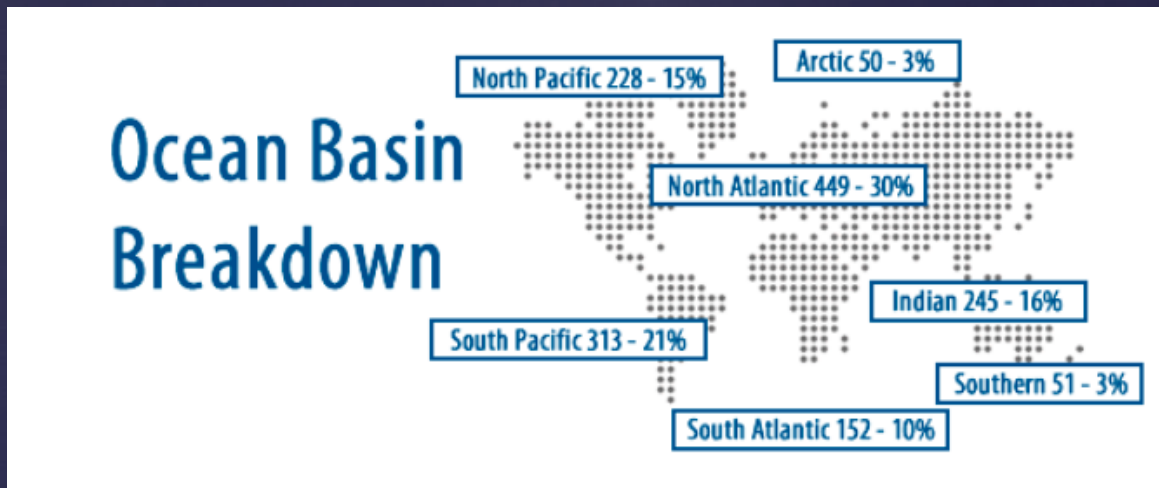 Ocean Basin
Breakdown
North Pacific 228 - 15%
Arctic 50 - 3%
North Atlantic 449 - 30%
Indian 245 - 16%
South Pacific 313 - 21%
Southern 51 - 3%
South Atlantic 152 - 10%